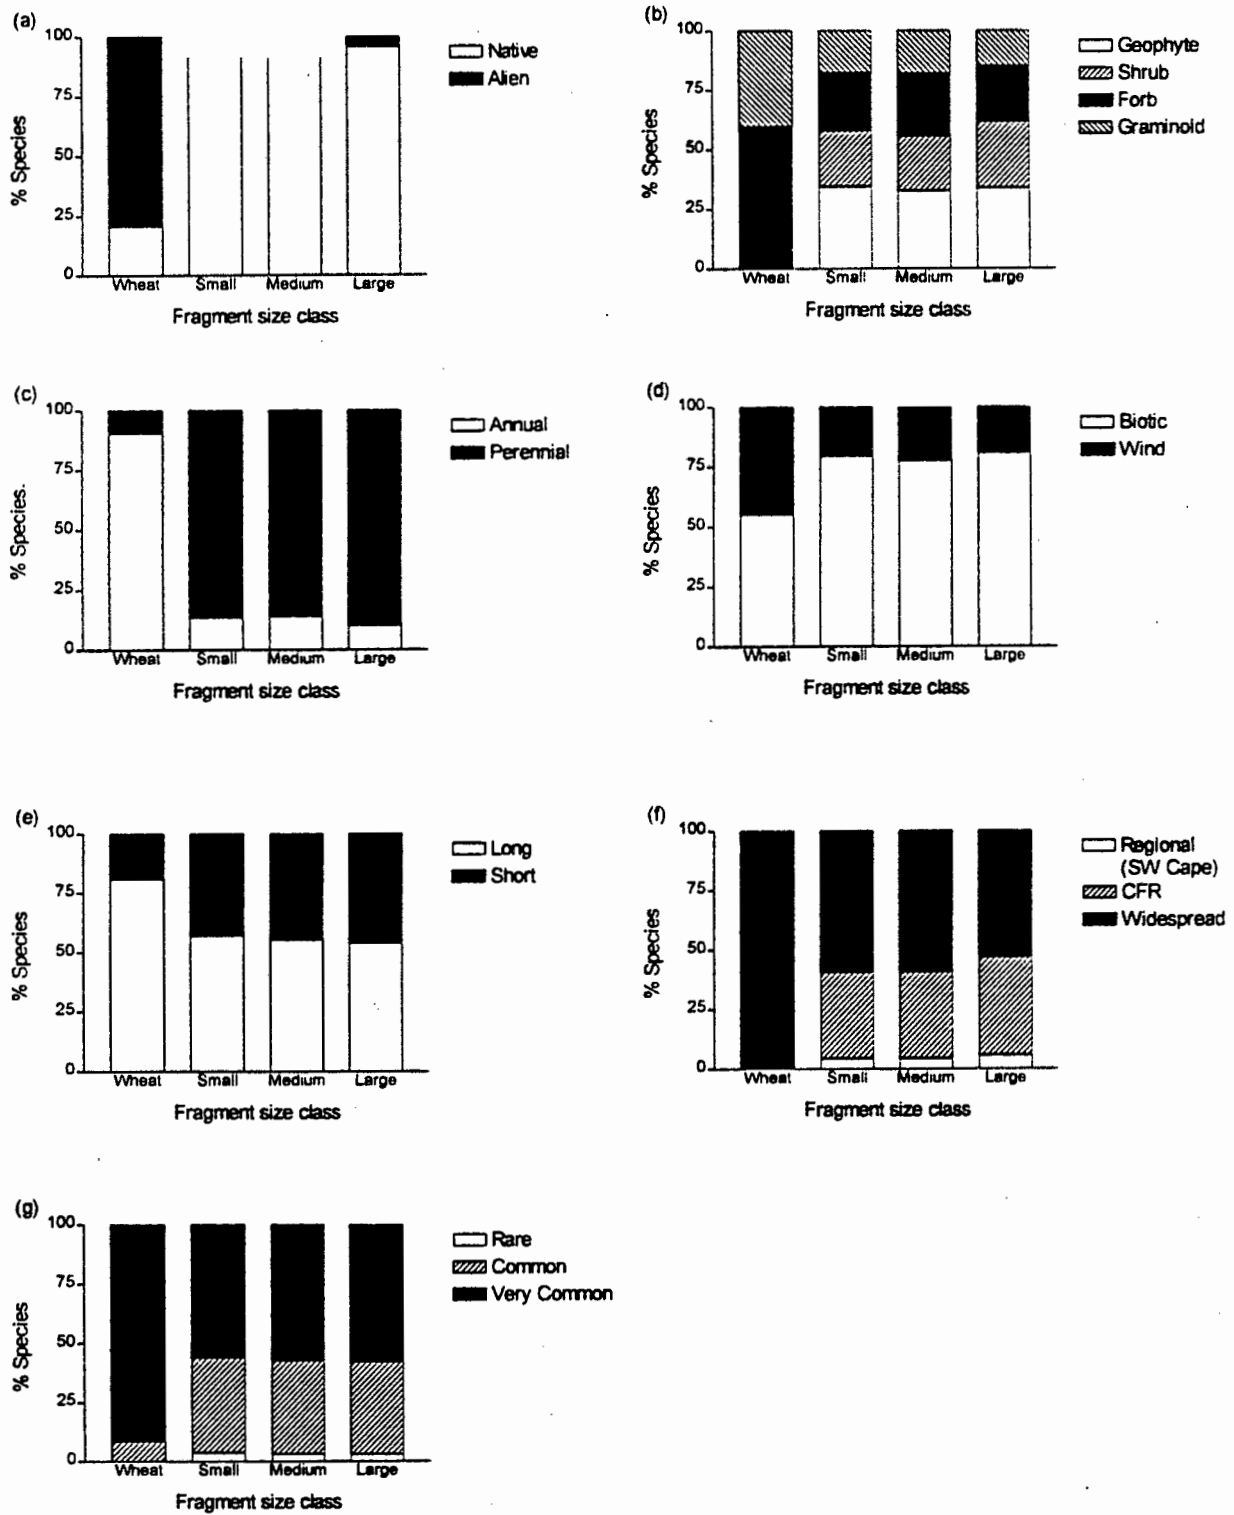 (a)
100
75
50
25
0
% Species
Wheat Small Medium Large
Fragment size class
Native
Alien
(b)
100
75
50
25
0
% Species
Wheat Small Medium Large
Fragment size class
Geophyte
Shrub
Forb
Graminoid
(c)
100
75
50
25
0
% Species.
Wheat Small Medium Large
Fragment size class
Annual
Perennial
(d)
100
75
50
25
0
% Species
Wheat Small Medium Large
Fragment size class
Biotic
Wind
(e)
100
75
50
25
0
% Species
Wheat Small Medium Large
Fragment size class
Long
Short
(f)
100
75
50
25
0
% Species
Wheat Small Medium Large
Fragment size class
Regional
(SW Cape)
CFR
Widespread
(g)
100
75
50
25
0
% Species
Wheat Small Medium Large
Fragment size class
Rare
Common
Very Common